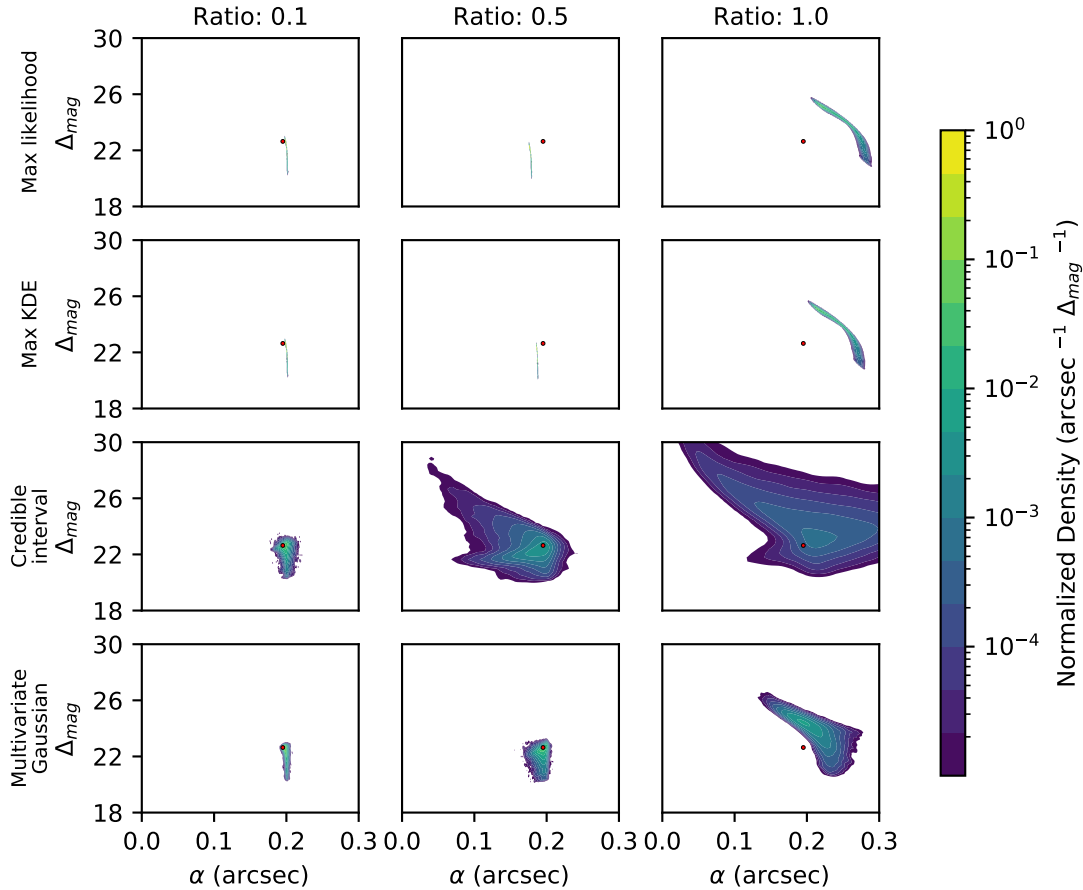 Ratio: 0.1 Ratio: 0.5 Ratio: 1.0
30
26
22
18
Max likelihood
Δmag
30
26
22
18
Max KDE
Δmag
30
26
22
18
Credible
interval
Δmag
30
26
22
18
Multivariate
Gaussian
Δmag
0.0 0.1 0.2 0.3
0.0 0.1 0.2 0.3
0.0 0.1 0.2 0.3
α (arcsec) α (arcsec) α (arcsec)
10⁰
10⁻¹
10⁻²
10⁻³
10⁻⁴
Normalized Density (arcsec ⁻¹ Δmag ⁻¹)